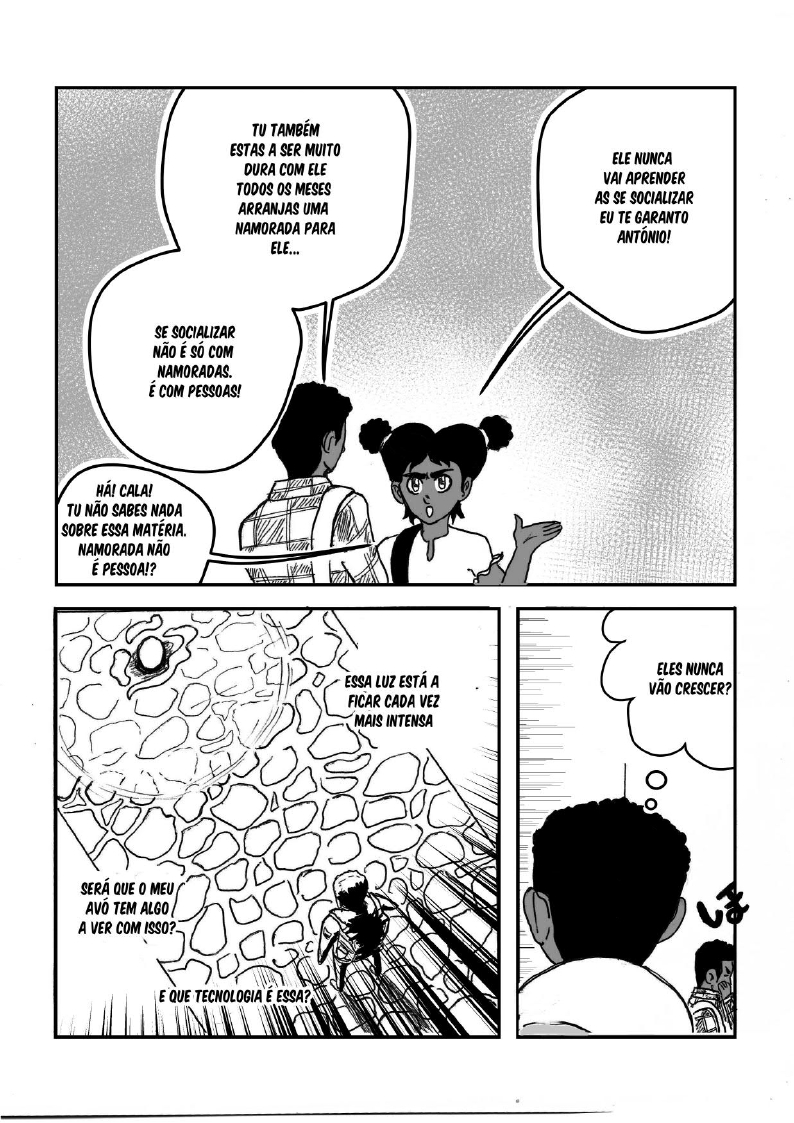 TU TAMBÉM
ESTAS A SER MUITO
DURA COM ELE
TODOS OS MESES
ARRANJAS UMA
NAMORADA PARA
ELE...
ELE NUNCA
VAI APRENDER
AS SE SOCIALIZAR
EU TE GARANTO
ANTÓNIO!
SE SOCIALIZAR
NÃO É SÓ COM
NAMORADAS.
É COM PESSOAS!
HÁ! CALA!
TU NÃO SABES NADA
SOBRE ESSA MATÉRIA.
NAMORADA NÃO
É PESSOA!?
ESSA LUZ ESTÁ A
FICAR CADA VEZ
MAIS INTENSA
SERÁ QUE O MEU
AVÓ TEM ALGO
A VER COM ISSO?
E QUE TECNOLOGIA É ESSA?
ELES NUNCA
VÃO CRESCER?